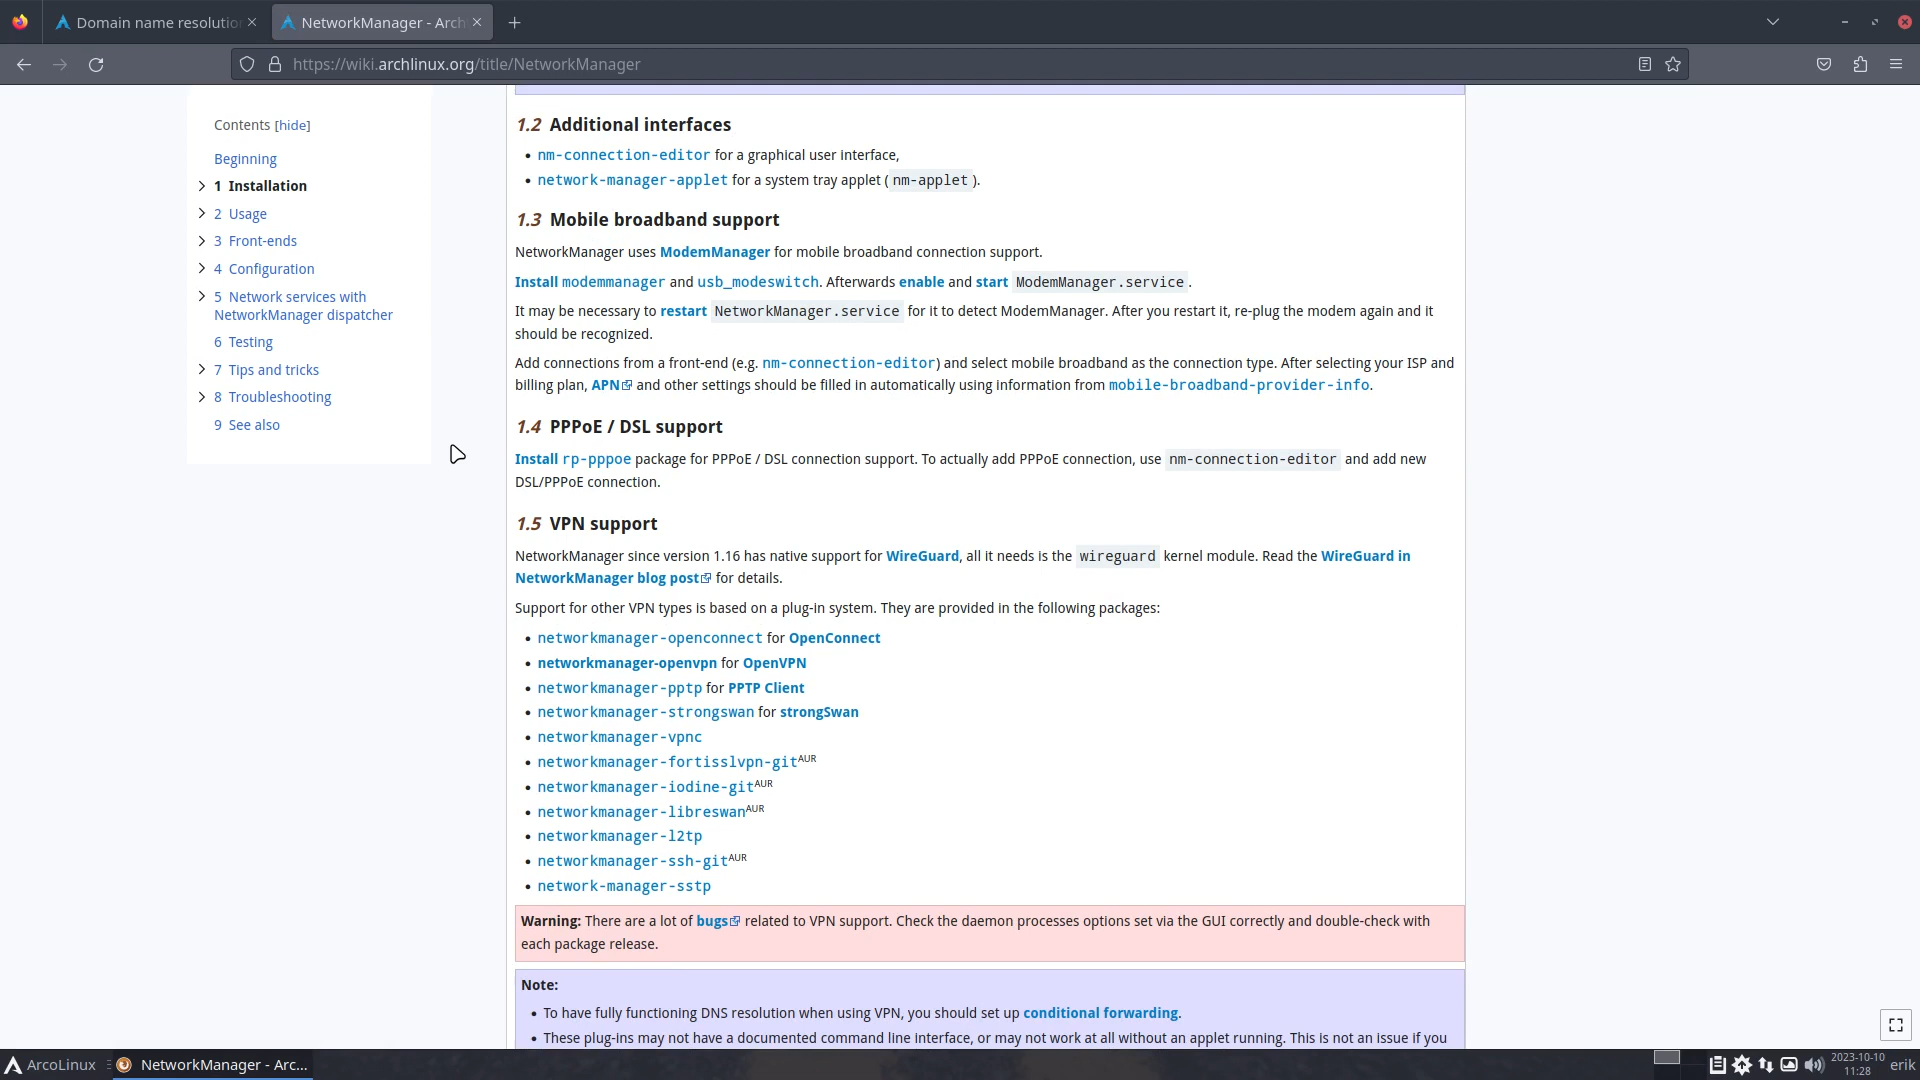 Domain name resolutio
NetworkManager - Arch
https://wiki.archlinux.org/title/NetworkManager
Contents [hide]
Beginning
1 Installation
2 Usage
3 Front-ends
4 Configuration
5 Network services with
NetworkManager dispatcher
6 Testing
7 Tips and tricks
8 Troubleshooting
9 See also
1.2 Additional interfaces
• nm-connection-editor for a graphical user interface,
• network-manager-applet for a system tray applet ( nm-applet ).
1.3 Mobile broadband support
NetworkManager uses ModemManager for mobile broadband connection support.
Install modemmanager and usb_modeswitch. Afterwards enable and start ModemManager.service .
It may be necessary to restart NetworkManager.service for it to detect ModemManager. After you restart it, re-plug the modem again and it
should be recognized.
Add connections from a front-end (e.g. nm-connection-editor) and select mobile broadband as the connection type. After selecting your ISP and
billing plan, APN and other settings should be filled in automatically using information from mobile-broadband-provider-info.
1.4 PPPoE / DSL support
Install rp-pppoe package for PPPoE / DSL connection support. To actually add PPPoE connection, use nm-connection-editor and add new
DSL/PPPoE connection.
1.5 VPN support
NetworkManager since version 1.16 has native support for WireGuard, all it needs is the wireguard kernel module. Read the WireGuard in
NetworkManager blog post for details.
Support for other VPN types is based on a plug-in system. They are provided in the following packages:
• networkmanager-openconnect for OpenConnect
• networkmanager-openvpn for OpenVPN
• networkmanager-pptp for PPTP Client
• networkmanager-strongswan for strongSwan
• networkmanager-vpnc
• networkmanager-fortisslvpn-git AUR
• networkmanager-iodine-git AUR
• networkmanager-libreswan AUR
• networkmanager-l2tp
• networkmanager-ssh-git AUR
• network-manager-sstp
Warning: There are a lot of bugs related to VPN support. Check the daemon processes options set via the GUI correctly and double-check with
each package release.
Note:
• To have fully functioning DNS resolution when using VPN, you should set up conditional forwarding.
• These plug-ins may not have a documented command line interface, or may not work at all without an applet running. This is not an issue if you
ArcoLinux
NetworkManager - Arc...
2023-10-10
11:28
erik